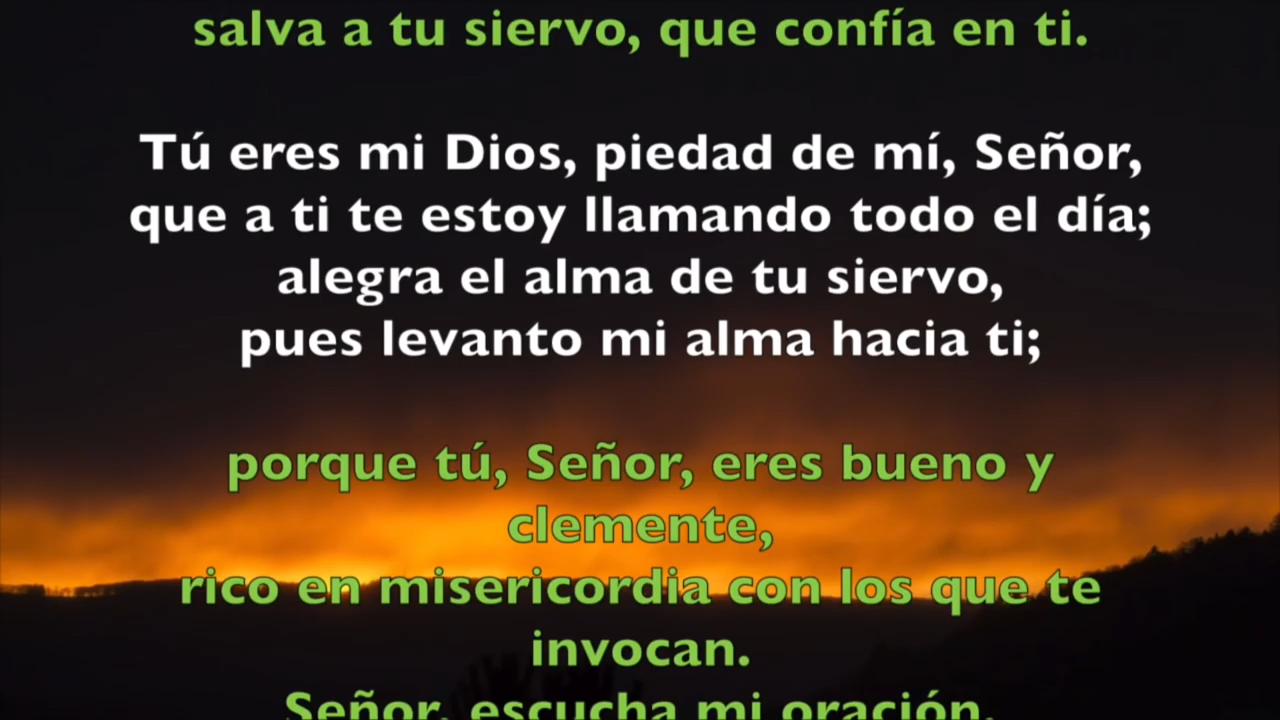 salva a tu siervo, que confía en ti.
Tú eres mi Dios, piedad de mí, Señor,
que a ti te estoy llamando todo el día;
alegra el alma de tu siervo,
pues levanto mi alma hacia ti;
porque tú, Señor, eres bueno y
clemente,
rico en misericordia con los que te
invocan.
Señor, escucha mi oración,